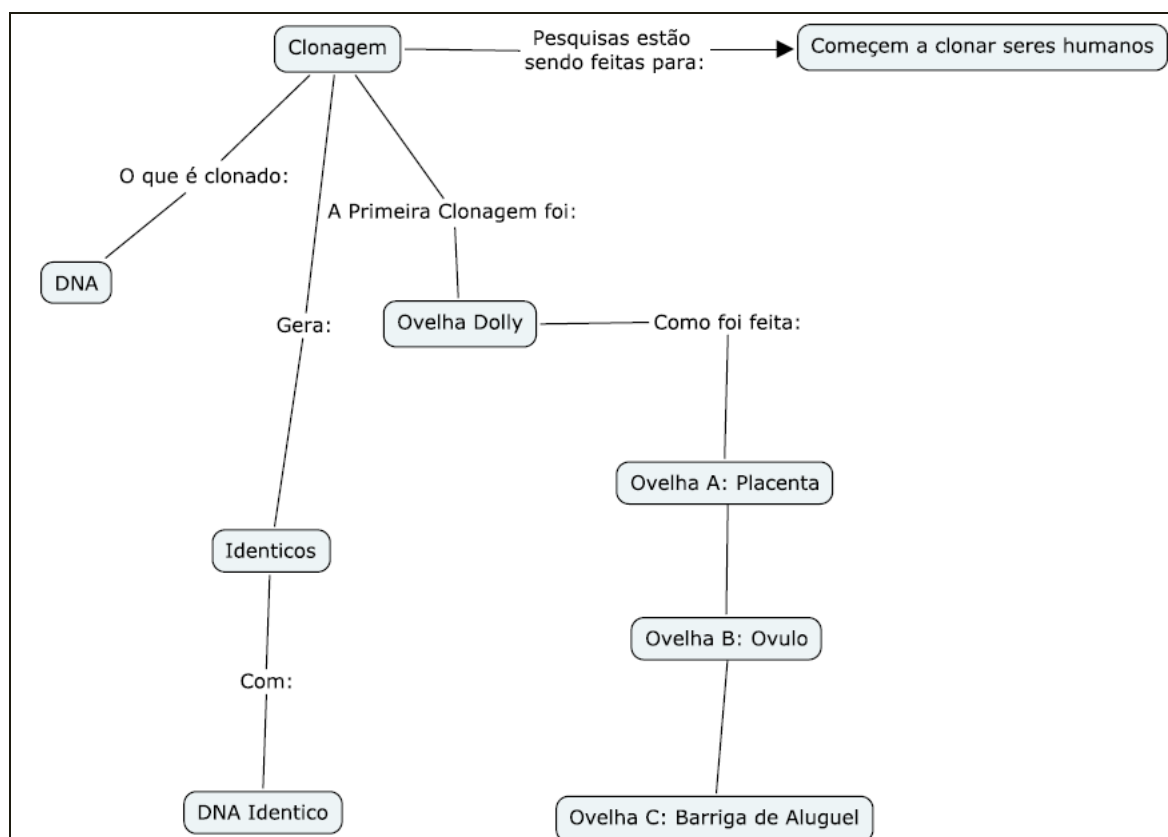 Clonagem
Pesquisas estão
sendo feitas para:
Começem a clonar seres humanos
O que é clonado:
DNA
A Primeira Clonagem foi:
Gera:
Ovelha Dolly
Como foi feita:
Ovelha A: Placenta
Identicos
Ovelha B: Ovulo
Com:
DNA Identico
Ovelha C: Barriga de Aluguel